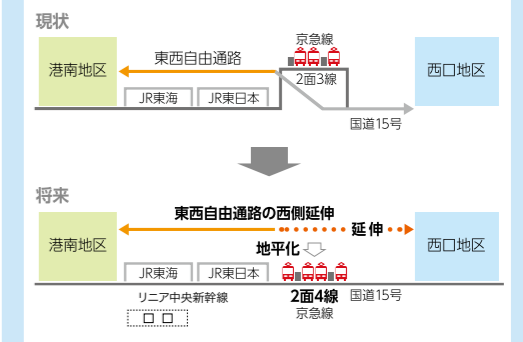 現状
京急線
東西自由通路
港南地区
2面3線
西口地区
JR東海
JR東日本
国道15号
将来
東西自由通路の西側延伸
延伸
港南地区
地平化
西口地区
JR東海
JR東日本
リニア中央新幹線
2面4線
国道15号
京急線